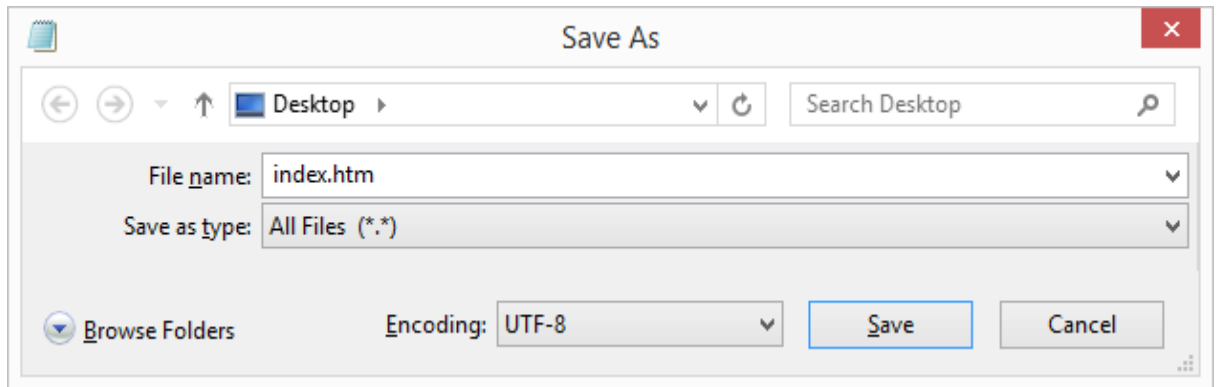 Save As
Desktop
Search Desktop
File name: index.htm
Save as type: All Files (*.*)
Browse Folders
Encoding: UTF-8
Save
Cancel